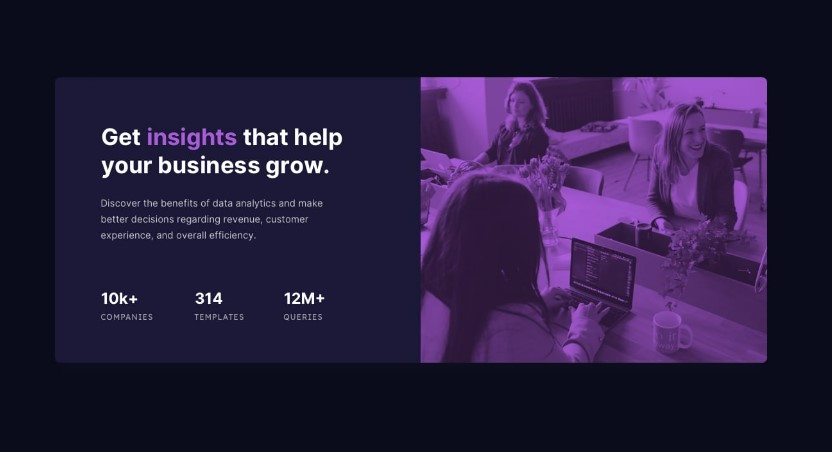 Get insights that help
your business grow.
Discover the benefits of data analytics and make
better decisions regarding revenue, customer
experience, and overall efficiency.
10k+ 314 12M+
COMPANIES TEMPLATES QUERIES